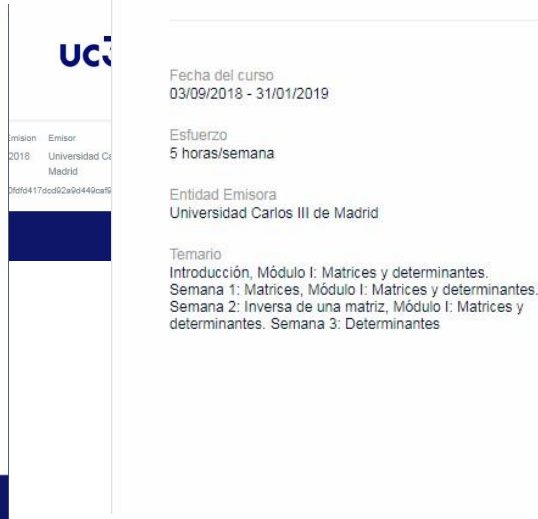 uc3
Emision Emisor
2018 Universidad Ca
Madrid
Fecha del curso
03/09/2018 - 31/01/2019
Esfuerzo
5 horas/semana
Entidad Emisora
Universidad Carlos III de Madrid
Temario
Introducción, Módulo I: Matrices y determinantes.
Semana 1: Matrices, Módulo I: Matrices y determinantes.
Semana 2: Inversa de una matriz, Módulo I: Matrices y
determinantes. Semana 3: Determinantes